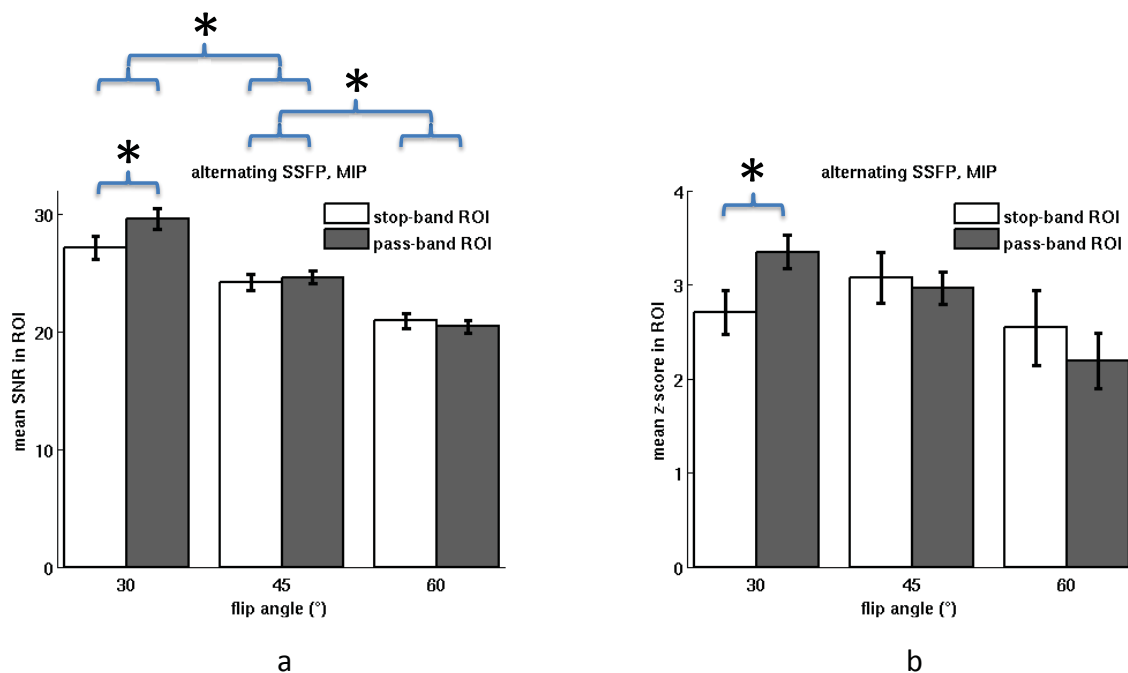 *
*
*
alternating SSFP, MIP
stop-band ROI
pass-band ROI
mean SNR in ROI
30
20
10
0
30 45 60
flip angle (°)
a
*
alternating SSFP, MIP
stop-band ROI
pass-band ROI
mean z-score in ROI
4
3
2
1
0
30 45 60
flip angle (°)
b